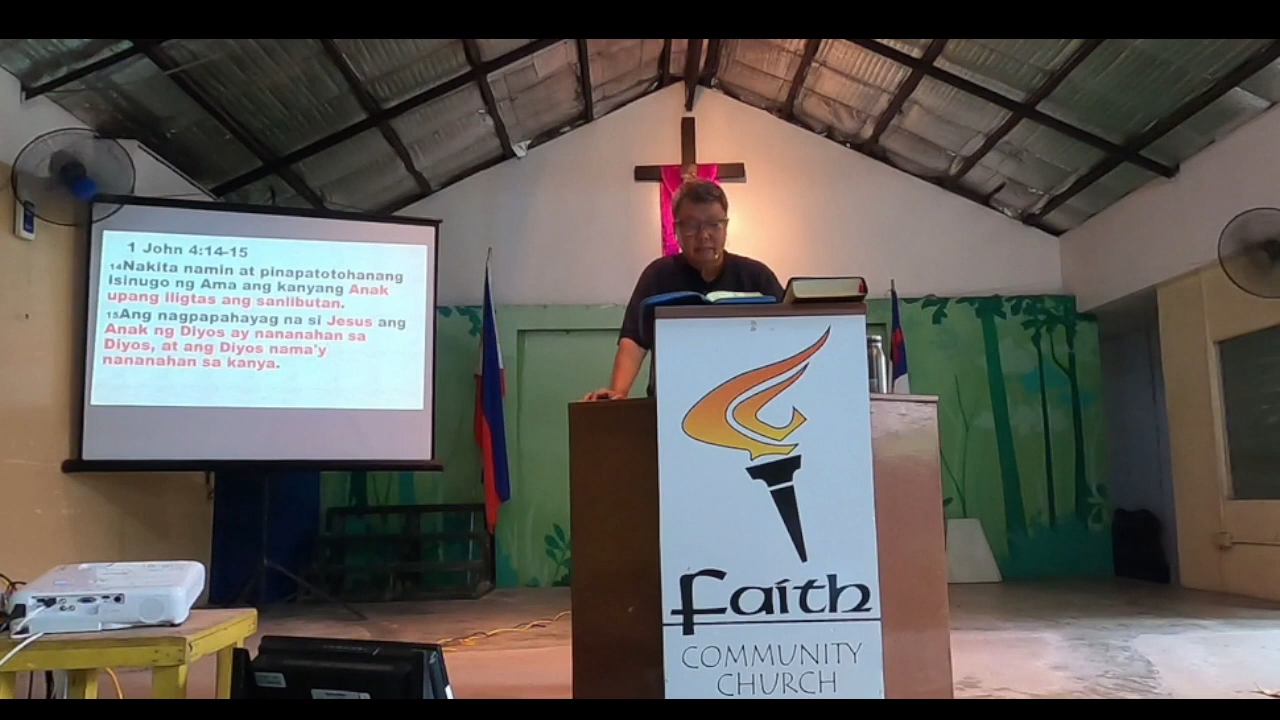 1 John 4:14-15
14Nakita namin at pinapatotohanang
isinugo ng Ama ang kanyang Anak
upang iligtas ang sanlibutan.
15Ang nagpapahayag na si Jesus ang
Anak ng Diyos ay nananahan sa
Diyos, at ang Diyos nama'y
nananahan sa kanya.
Faith
COMMUNITY
CHURCH